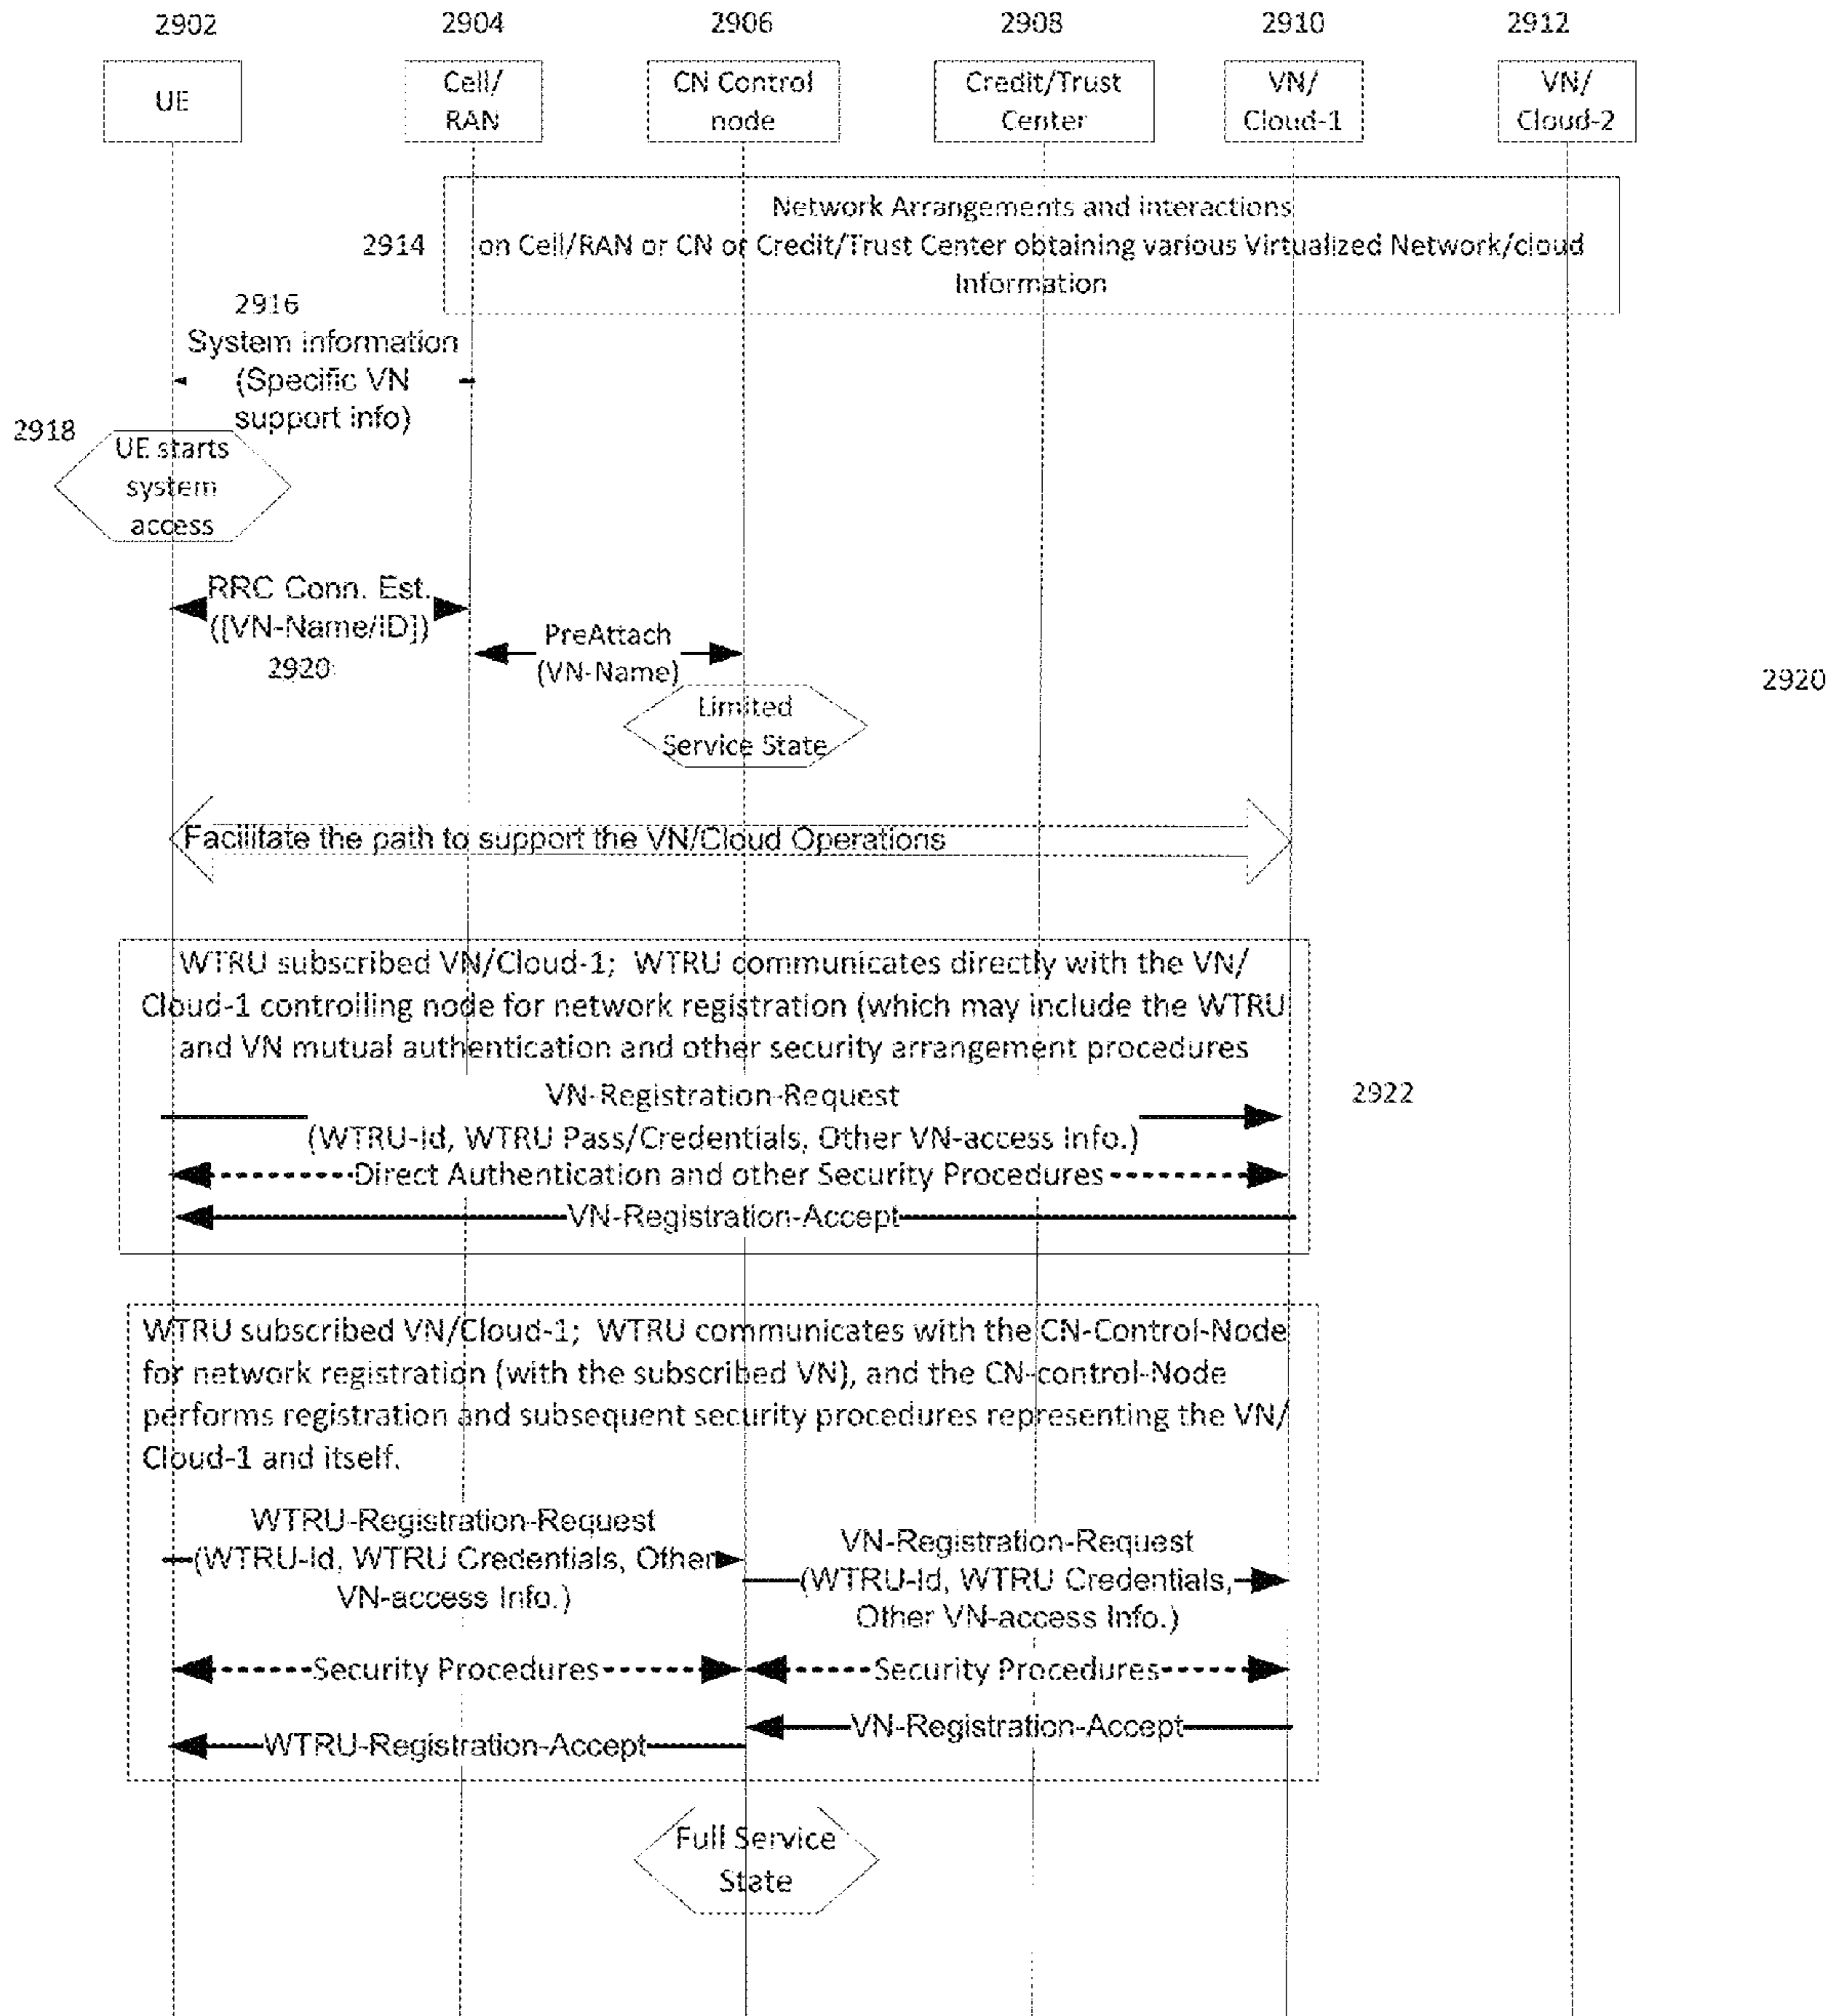 2902
2904
2906
2908
2910
2912
UE
Cell/
RAN
CN Control
node
Credit/Trust
Center
VN/
Cloud-1
VN/
Cloud-2
Network Arrangements and interactions
2914
on Cell/RAN or CN or Credit/Trust Center obtaining various Virtualized Network/cloud
Information
2916
System information
(Specific VN
support info)
2918
UE starts
system
access
RRC Conn. Est.
([VN-Name/ID])
2920
PreAttach
(VN-Name)
2920
Limited
Service State
Facilitate the path to support the VN/Cloud Operations
WTRU subscribed VN/Cloud-1; WTRU communicates directly with the VN/
Cloud-1 controlling node for network registration (which may include the WTRU
and VN mutual authentication and other security arrangement procedures
VN-Registration-Request
2922
(WTRU-Id, WTRU Pass/Credentials, Other VN-access Info.)
Direct Authentication and other Security Procedures
VN-Registration-Accept
WTRU subscribed VN/Cloud-1; WTRU communicates with the CN-Control-Node
for network registration (with the subscribed VN), and the CN-control-Node
performs registration and subsequent security procedures representing the VN/
Cloud-1 and itself.
WTRU-Registration-Request
(WTRU-Id, WTRU Credentials, Other
VN-access Info.)
VN-Registration-Request
(WTRU-Id, WTRU Credentials,
Other VN-access Info.)
Security Procedures
Security Procedures
VN-Registration-Accept
WTRU-Registration-Accept
Full Service
State